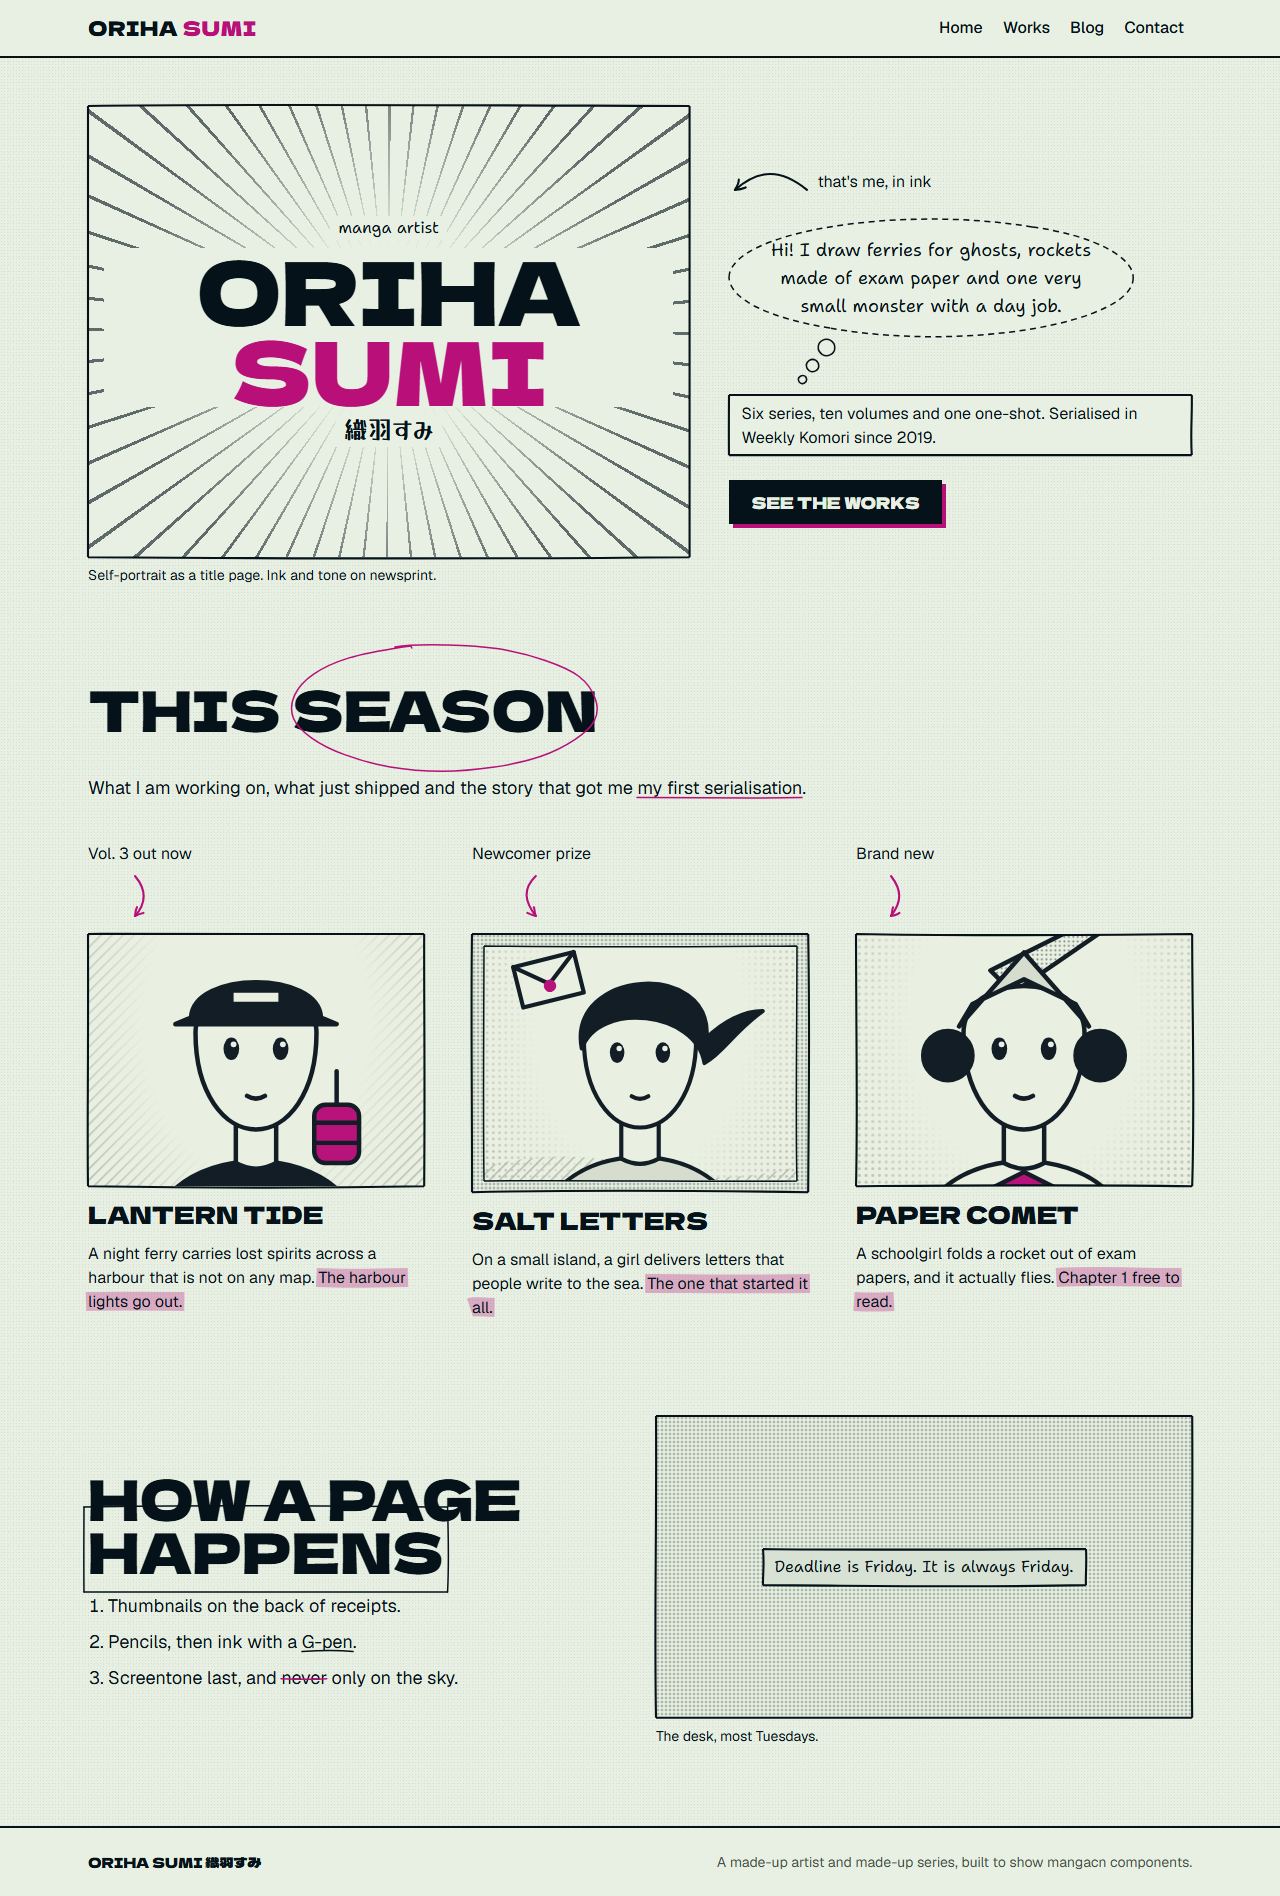 ORIHA SUMI
Home Works Blog Contact
manga artist
ORIHA
SUMI
織羽すみ
Self-portrait as a title page. Ink and tone on newsprint.
that's me, in ink
Hi! I draw ferries for ghosts, rockets
made of exam paper and one very
small monster with a day job.
Six series, ten volumes and one one-shot. Serialised in
Weekly Komori since 2019.
SEE THE WORKS
THIS SEASON
What I am working on, what just shipped and the story that got me my first serialisation.
Vol. 3 out now
LANTERN TIDE
A night ferry carries lost spirits across a
harbour that is not on any map. The harbour
lights go out.
Newcomer prize
SALT LETTERS
On a small island, a girl delivers letters that
people write to the sea. The one that started it
all.
Brand new
PAPER COMET
A schoolgirl folds a rocket out of exam
papers, and it actually flies. Chapter 1 free to
read.
HOW A PAGE
HAPPENS
1. Thumbnails on the back of receipts.
2. Pencils, then ink with a G-pen.
3. Screentone last, and never only on the sky.
Deadline is Friday. It is always Friday.
The desk, most Tuesdays.
ORIHA SUMI 織羽すみ
A made-up artist and made-up series, built to show mangacn components.